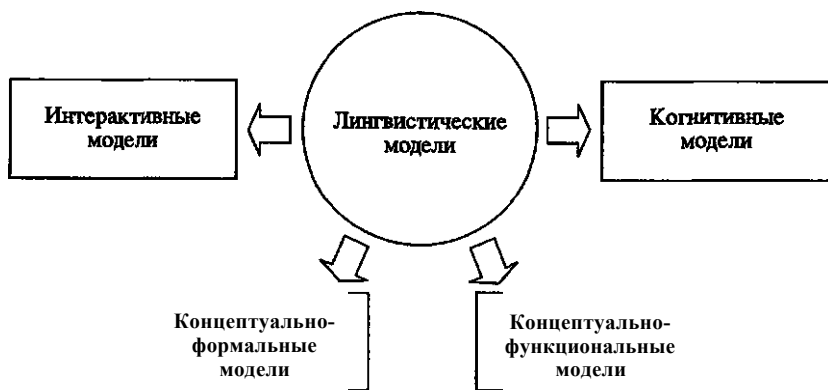 Интерактивные
модели
Лингвистические
модели
Когнитивные
модели
Концептуально-
формальные
модели
Концептуально-
функциональные
модели